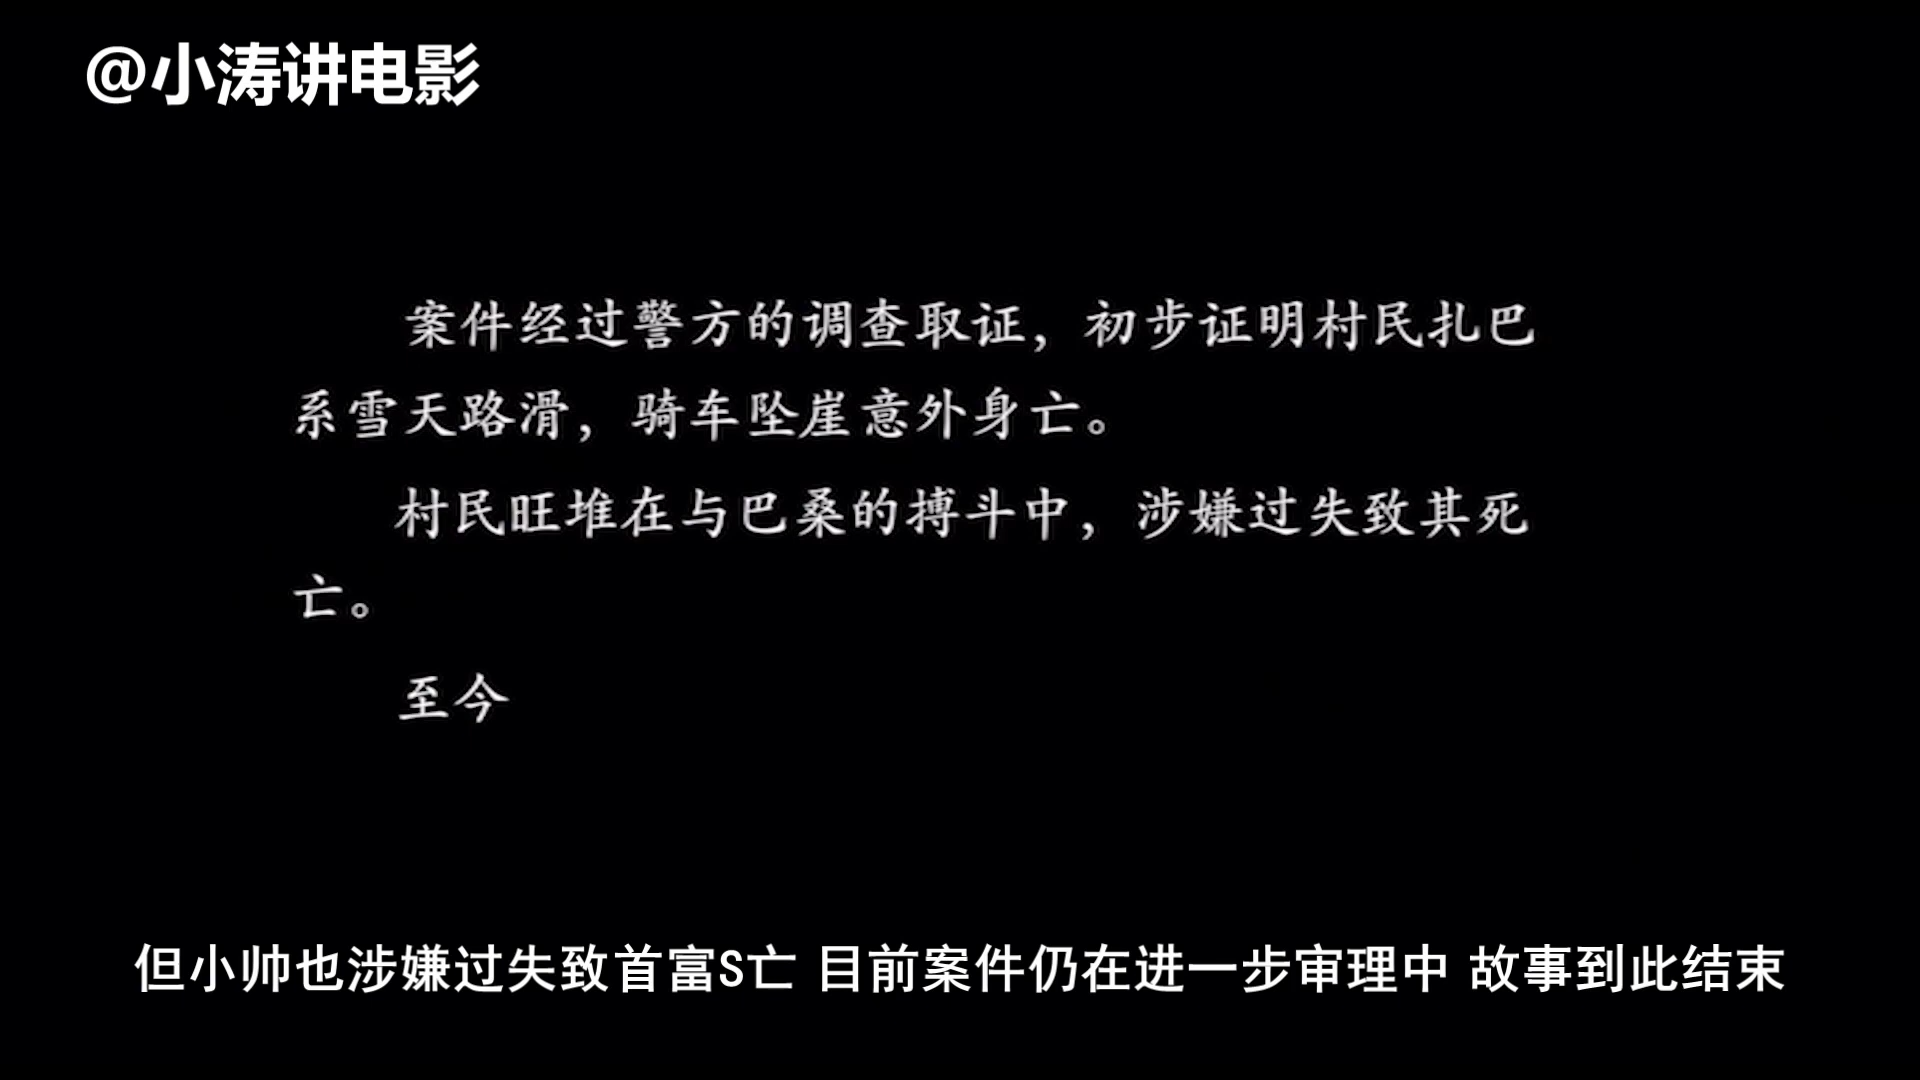 @小涛讲电影
案件经过警方的调查取证，初步证明村民扎巴
系雪天路滑，骑车坠崖意外身亡。
村民旺堆在与巴桑的搏斗中，涉嫌过失致其死
亡。
至今
但小帅也涉嫌过失致首富S亡 目前案件仍在进一步审理中 故事到此结束